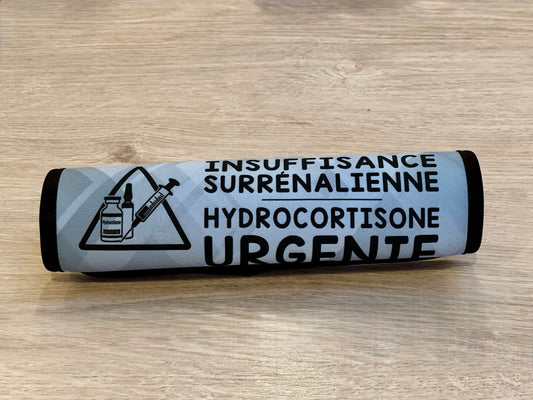 INSUFFISANCE
SURRÉNALIENNE
HYDROCORTISONE
URGENTE